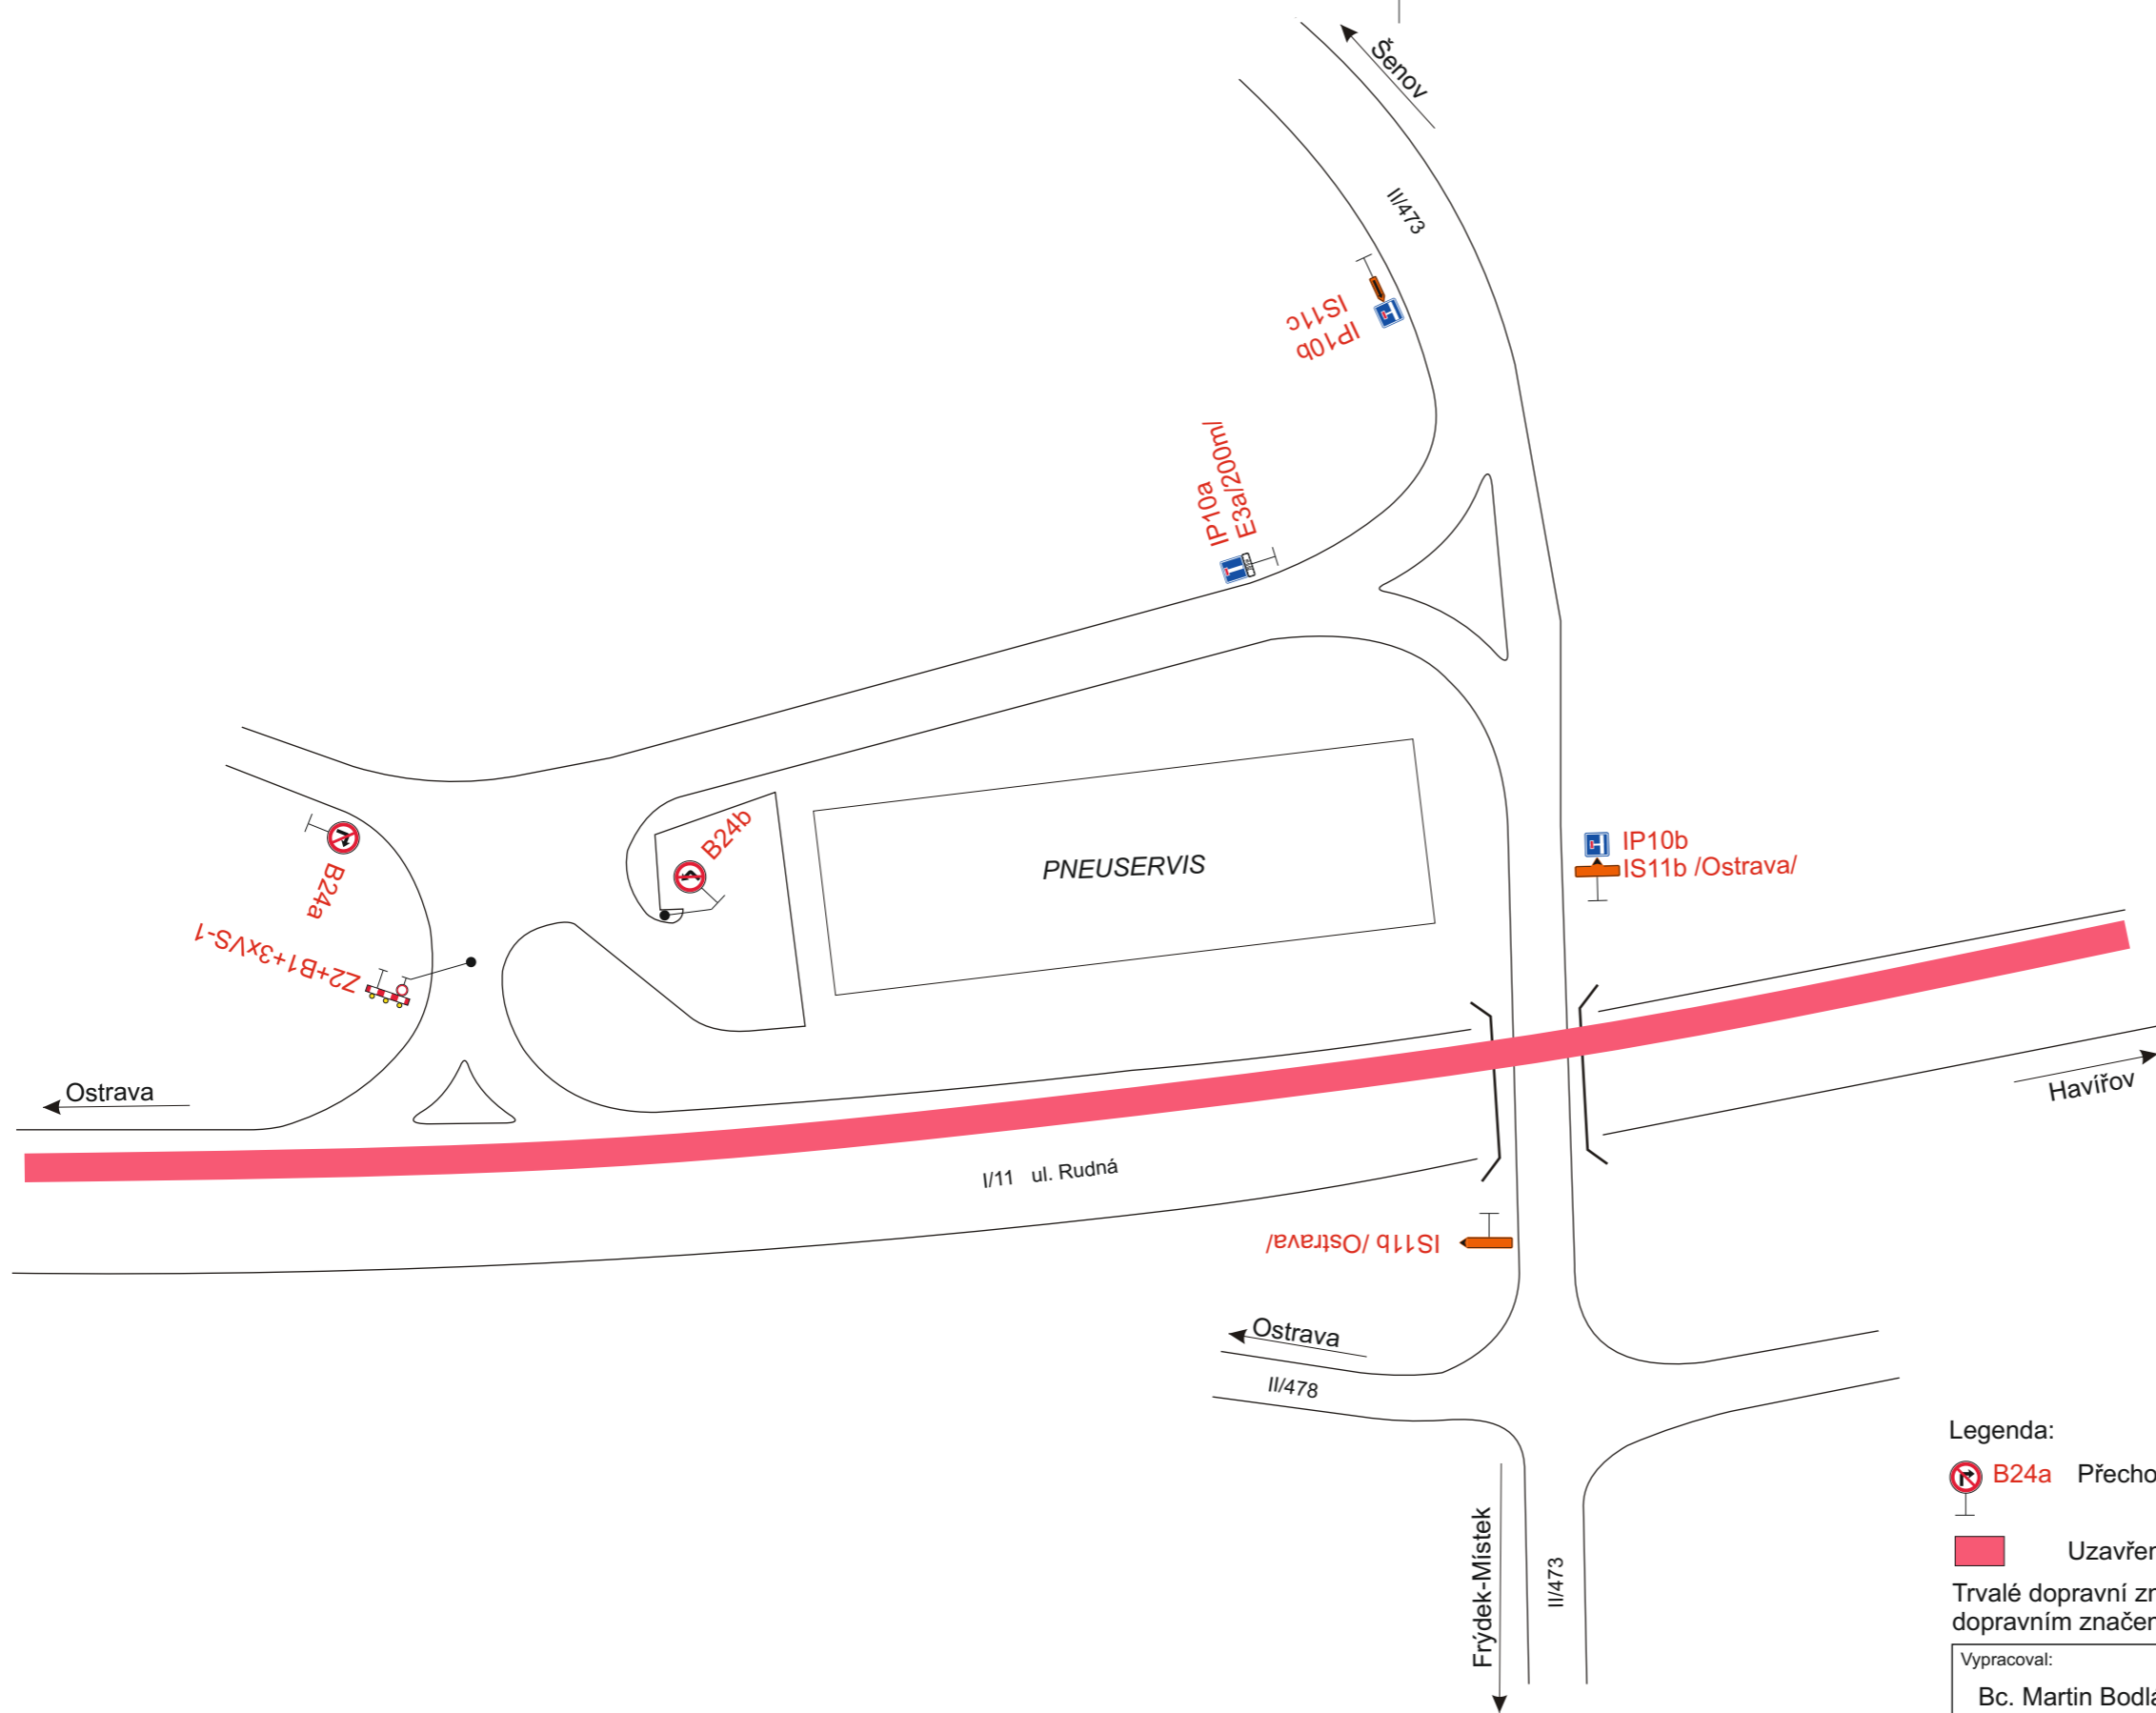 Šenov
II/473
IS11c
IP10b
IP10a
E3a/200m/
B24b
B24a
PNEUSERVIS
IP10b
IS11b /Ostrava/
Z2+B1+3xVS-1
Ostrava
Havířov
I/11 ul. Rudná
IS11b /Ostrava/
Ostrava
II/478
Frýdek-Místek
II/473
Legenda:
B24a Přecho
Uzavřer
Trvalé dopravní zn
dopravním značer
Vypracoval:
Bc. Martin Bodla